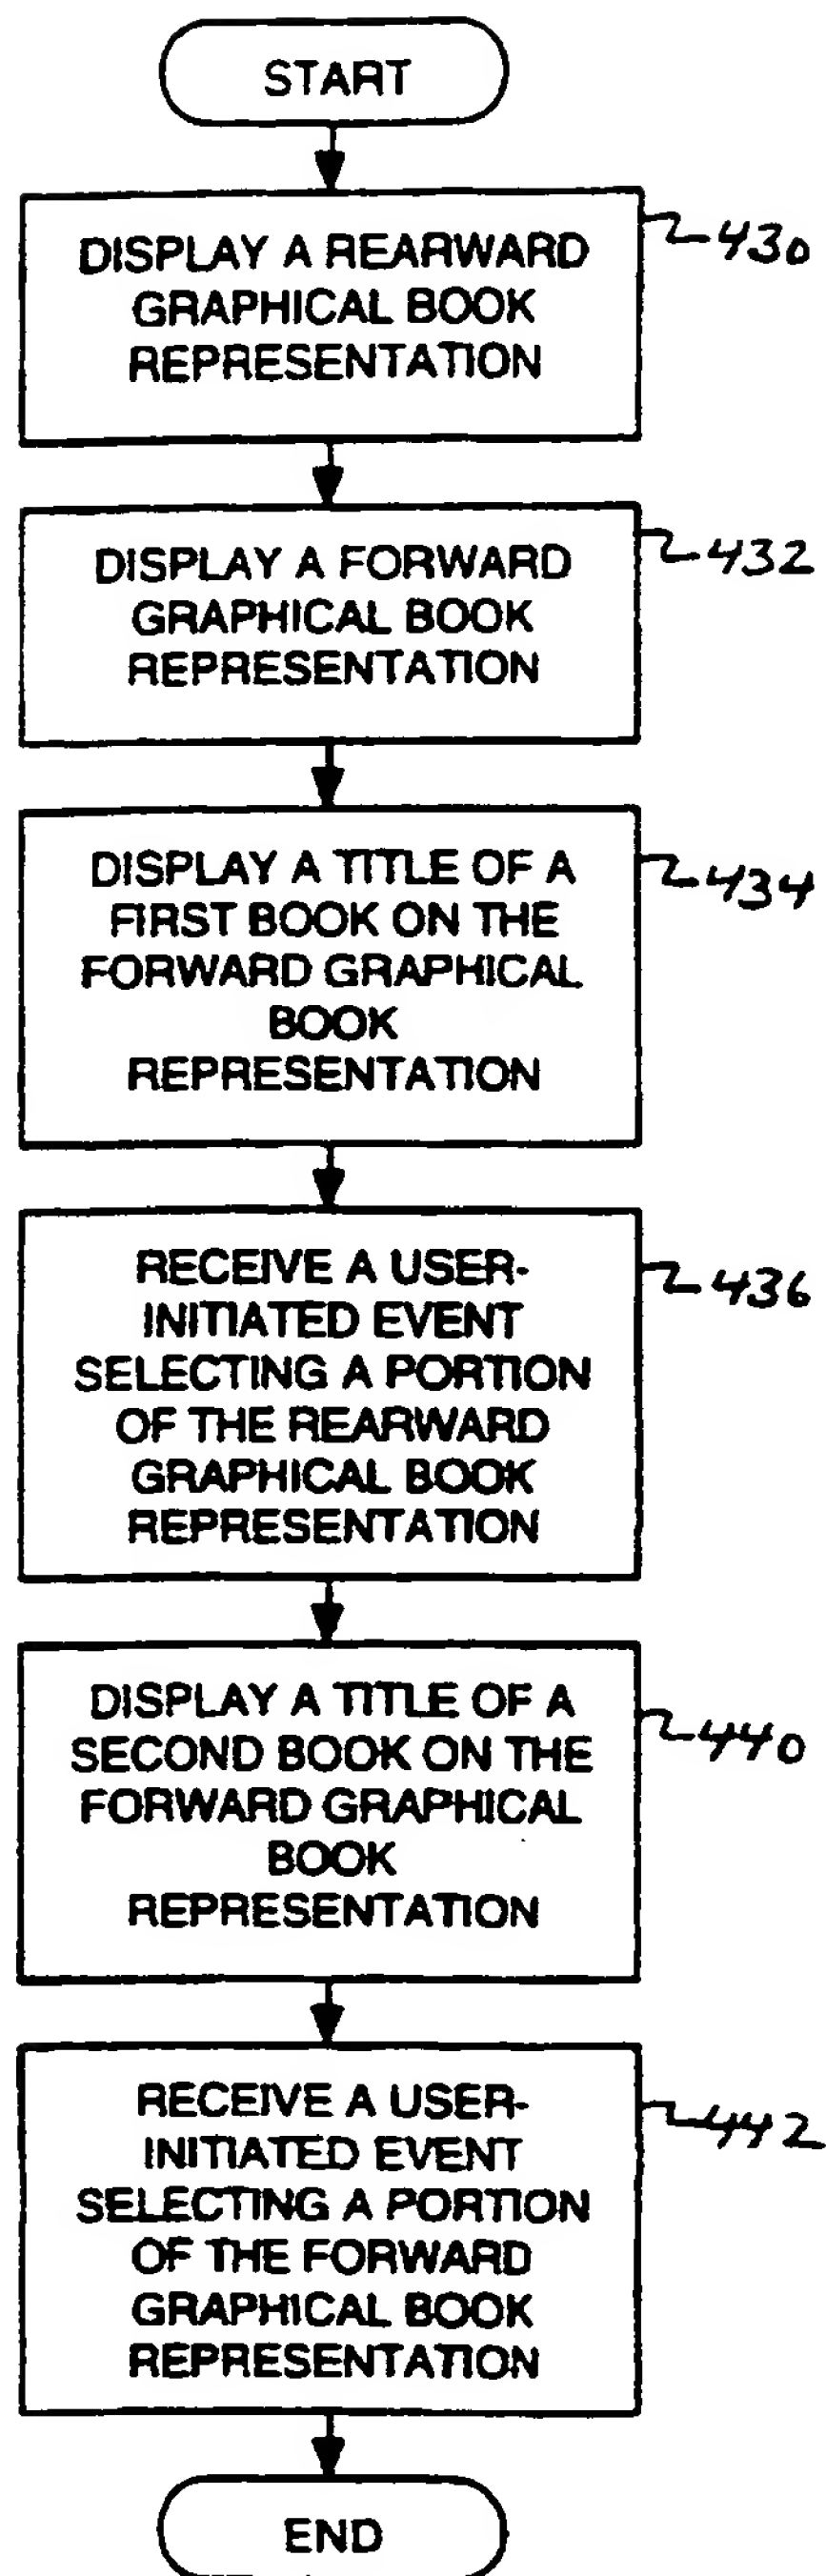 START
DISPLAY A REARWARD
GRAPHICAL BOOK
REPRESENTATION
430
DISPLAY A FORWARD
GRAPHICAL BOOK
REPRESENTATION
432
DISPLAY A TITLE OF A
FIRST BOOK ON THE
FORWARD GRAPHICAL
BOOK
REPRESENTATION
434
RECEIVE A USER-
INITIATED EVENT
SELECTING A PORTION
OF THE REARWARD
GRAPHICAL BOOK
REPRESENTATION
436
DISPLAY A TITLE OF A
SECOND BOOK ON THE
FORWARD GRAPHICAL
BOOK
REPRESENTATION
440
RECEIVE A USER-
INITIATED EVENT
SELECTING A PORTION
OF THE FORWARD
GRAPHICAL BOOK
REPRESENTATION
442
END